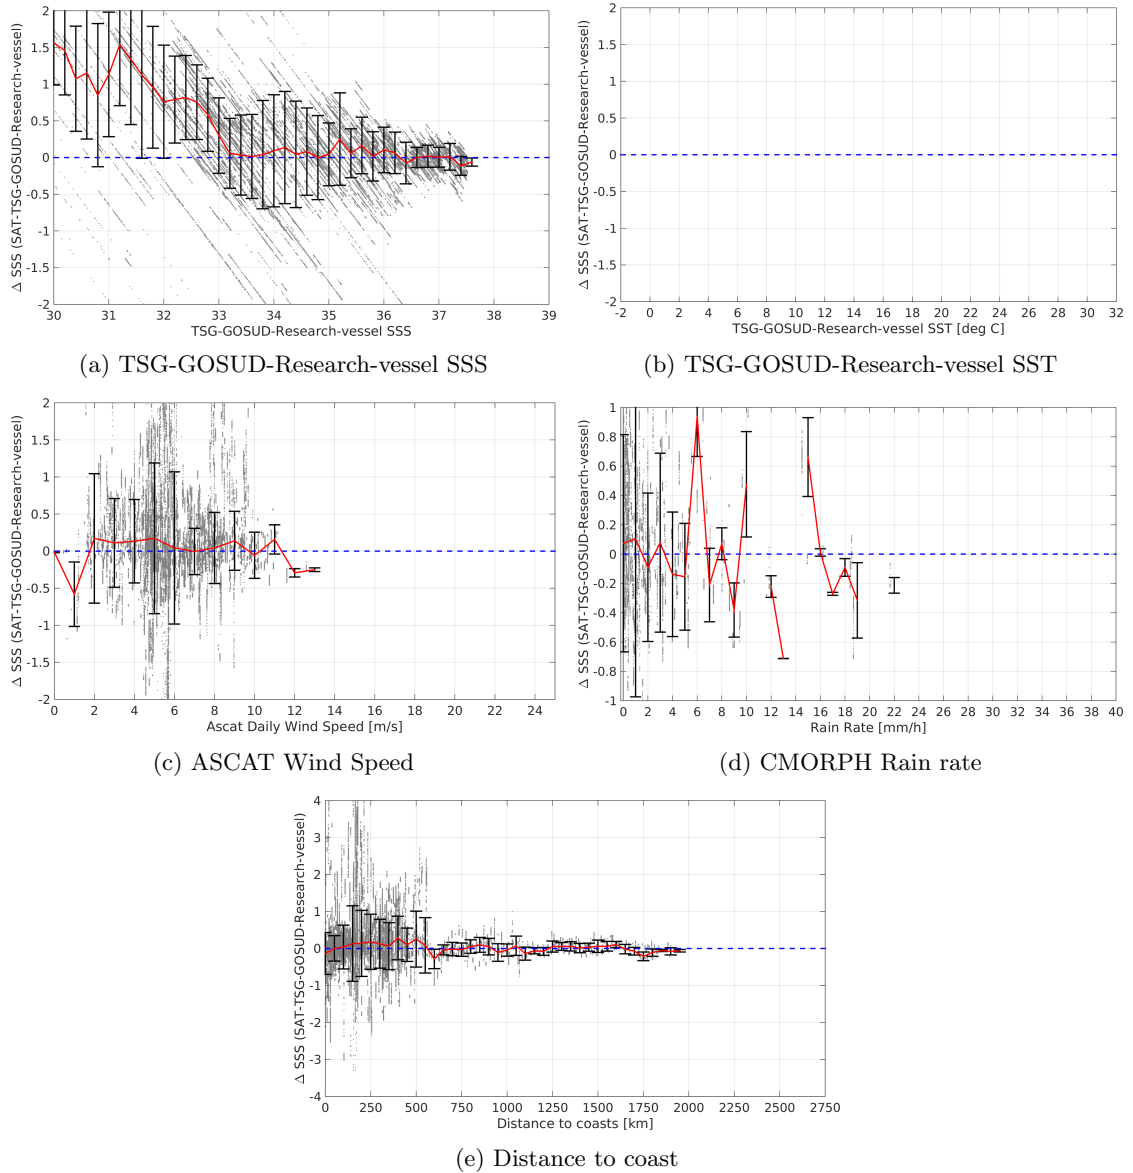 2
1.5
1
0.5
0
-0.5
-1
-1.5
-2
Δ SSS (SAT-TSG-GOSUD-Research-vessel)
30 31 32 33 34 35 36 37 38 39
TSG-GOSUD-Research-vessel SSS
(a) TSG-GOSUD-Research-vessel SSS
2
1.5
1
0.5
0
-0.5
-1
-1.5
-2
Δ SSS (SAT-TSG-GOSUD-Research-vessel)
-2 0 2 4 6 8 10 12 14 16 18 20 22 24 26 28 30 32
TSG-GOSUD-Research-vessel SST [deg C]
(b) TSG-GOSUD-Research-vessel SST
2
1.5
1
0.5
0
-0.5
-1
-1.5
-2
Δ SSS (SAT-TSG-GOSUD-Research-vessel)
0 2 4 6 8 10 12 14 16 18 20 22 24
Ascat Daily Wind Speed [m/s]
(c) ASCAT Wind Speed
1
0.8
0.6
0.4
0.2
0
-0.2
-0.4
-0.6
-0.8
-1
Δ SSS (SAT-TSG-GOSUD-Research-vessel)
0 2 4 6 8 10 12 14 16 18 20 22 24 26 28 30 32 34 36 38 40
Rain Rate [mm/h]
(d) CMORPH Rain rate
4
3
2
1
0
-1
-2
-3
-4
Δ SSS (SAT-TSG-GOSUD-Research-vessel)
0 250 500 750 1000 1250 1500 1750 2000 2250 2500 2750
Distance to coasts [km]
(e) Distance to coast